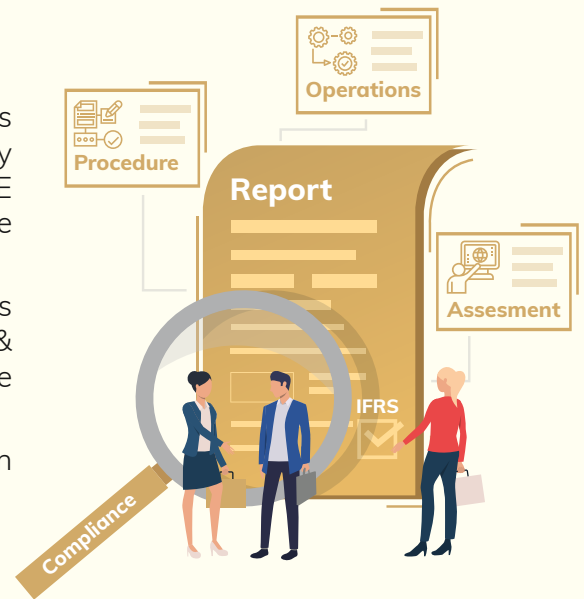 Operations
Procedure
Report
Assesment
IFRS
Compliance